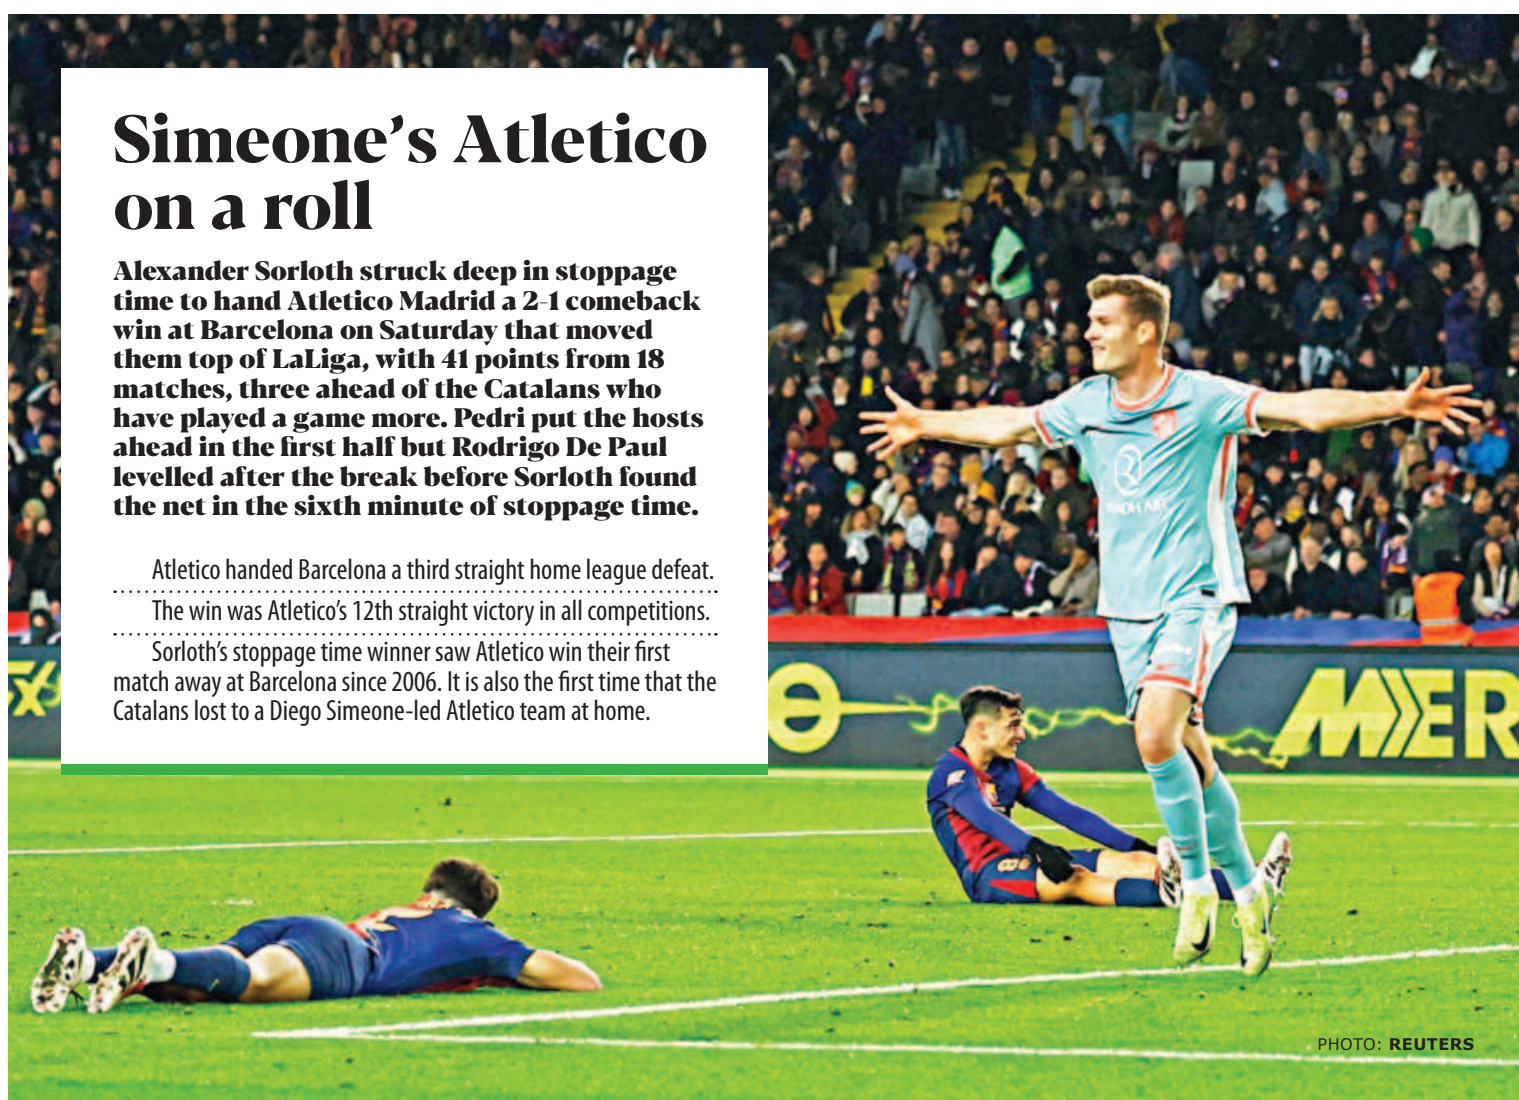 Simeone’s Atletico
on a roll
Alexander Sorloth struck deep in stoppage
time to hand Atletico Madrid a 2-1 comeback
win at Barcelona on Saturday that moved
them top of LaLiga, with 41 points from 18
matches, three ahead of the Catalans who
have played a game more. Pedri put the hosts
ahead in the first half but Rodrigo De Paul
levelled after the break before Sorloth found
the net in the sixth minute of stoppage time.
Atletico handed Barcelona a third straight home league defeat.
The win was Atletico’s 12th straight victory in all competitions.
Sorloth’s stoppage time winner saw Atletico win their first
match away at Barcelona since 2006. It is also the first time that the
Catalans lost to a Diego Simeone-led Atletico team at home.
RIYADH AIR
MER
8
PHOTO: REUTERS